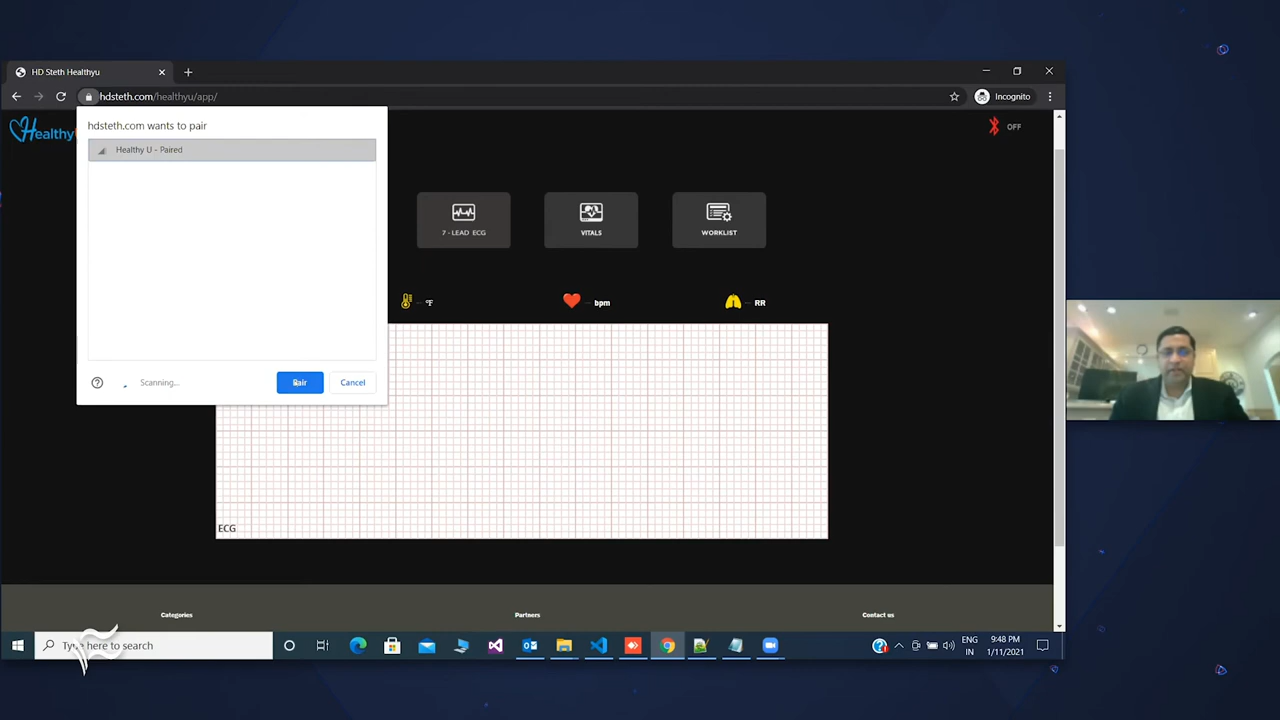 HD Steth Healthyu
hdsteth.com/healthyu/app/
Incognito
Healthy
OFF
hdsteth.com wants to pair
Healthy U - Paired
Scanning...
Pair
Cancel
7 - LEAD ECG
VITALS
WORKLIST
-- °F
-- bpm
-- RR
ECG
Categories
Partners
Contact us
Type here to search
ENG
IN
9:48 PM
1/11/2021